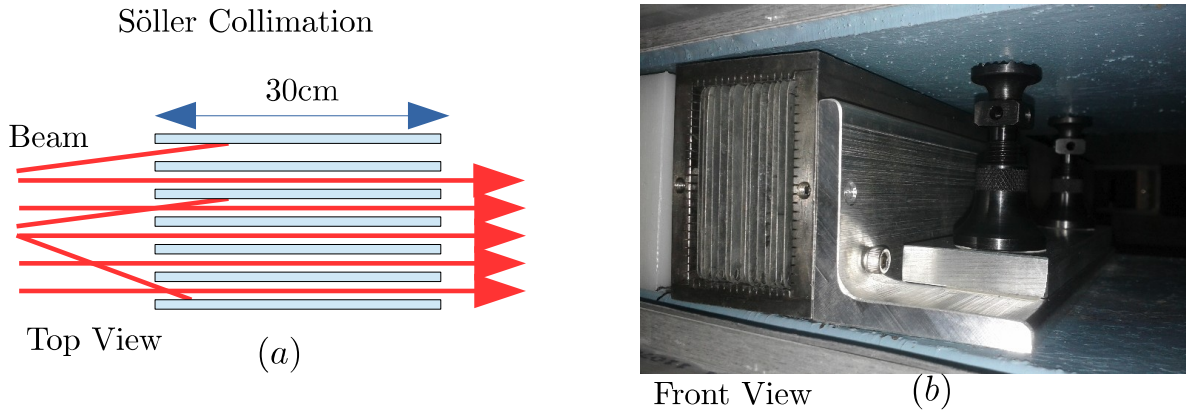 Söller Collimation
30cm
Beam
Top View
(a)
Front View
(b)